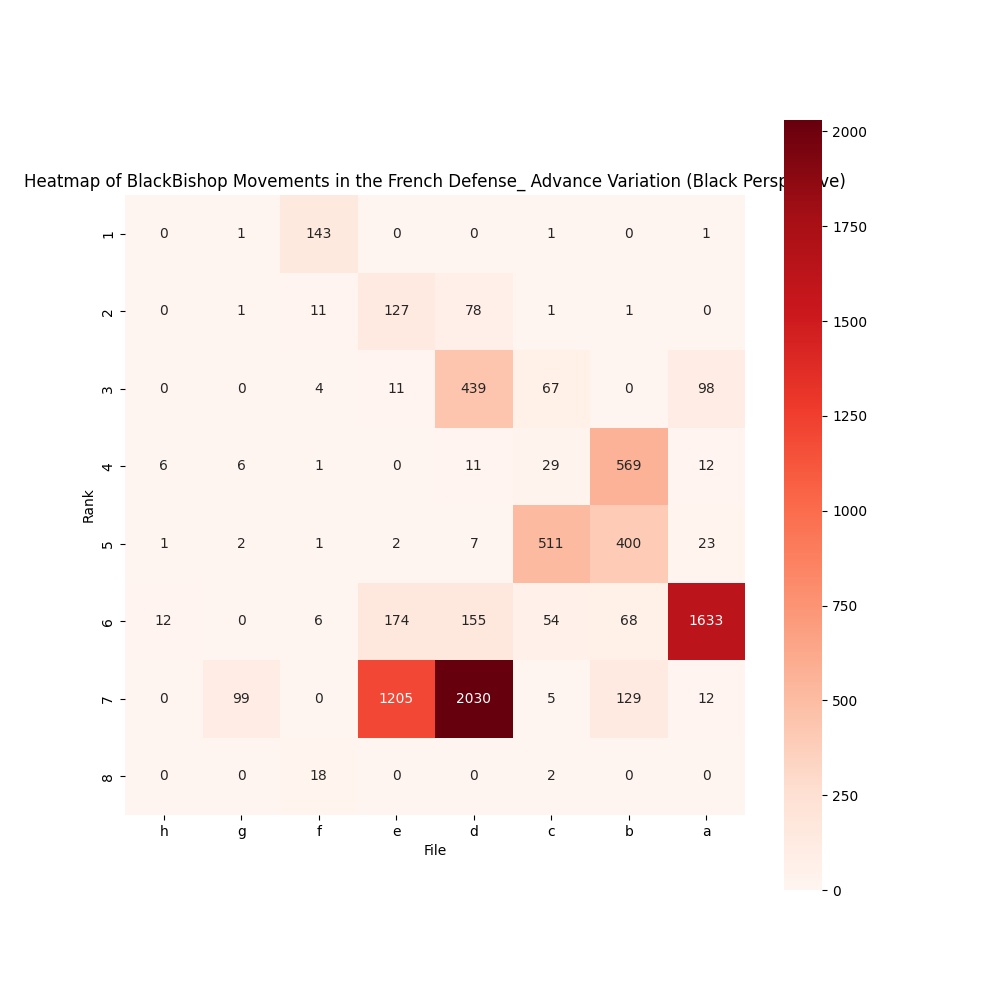 Heatmap of BlackBishop Movements in the French Defense_ Advance Variation (Black Perspective)
Rank
1 0 1 143 0 0 1 0 1
2 0 1 11 127 78 1 1 0
3 0 0 4 11 439 67 0 98
4 6 6 1 0 11 29 569 12
5 1 2 1 2 7 511 400 23
6 12 0 6 174 155 54 68 1633
7 0 99 0 1205 2030 5 129 12
8 0 0 18 0 0 2 0 0
h g f e d c b a
File
2000
1750
1500
1250
1000
750
500
250
0